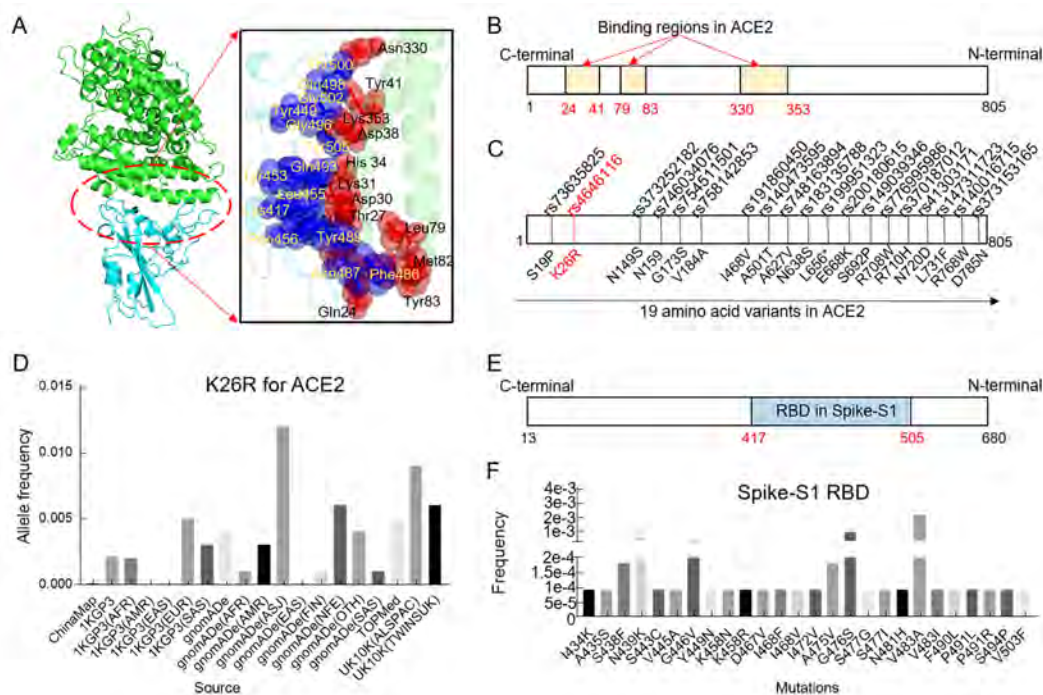 A
Asn330
Tyr41
Lys353
Asp38
Tyr449
Gly496
Gln493
His 34
Lys31
Asp30
Thr27
Leu455
Tyr489
Leu79
Met82
Phe486
Tyr83
Gln24
B
Binding regions in ACE2
C-terminal
N-terminal
1
24
41
79
83
330
353
805
C
rs73635825
rs4646116
rs373252182
rs746034076
rs754511501
rs758142853
rs191860450
rs140473595
rs748163894
rs183135788
rs199951323
rs200180615
rs149039346
rs776995986
rs370187012
rs41303171
rs147311723
rs140016715
rs373153165
1
805
S19P
K26R
N149S
N159
G173S
V184A
I468V
A501T
A627V
N638S
L656*
E668K
S692P
R708W
R710H
N720D
L731F
R768W
D785N
19 amino acid variants in ACE2
D
K26R for ACE2
Allele frequency
0.015
0.010
0.005
0.000
ChinaMap
1KGP3
1KGP3(AFR)
1KGP3(AMR)
1KGP3(EAS)
1KGP3(EUR)
1KGP3(SAS)
gnomADe
gnomADe(AFR)
gnomADe(AMR)
gnomADe(ASJ)
gnomADe(EAS)
gnomADe(FIN)
gnomADe(NFE)
gnomADe(OTH)
gnomADe(SAS)
TOPMed
UK10K(ALSPAC)
UK10K(TWINSUK)
Source
E
C-terminal
N-terminal
RBD in Spike-S1
13
417
505
680
F
Spike-S1 RBD
Frequency
4e-3
3e-3
2e-3
1e-3
2e-4
1e-4
5e-5
I434K
A435S
S438F
N439K
S443C
V445A
G446V
Y449N
K458N
K458R
D467V
I468F
I468V
I472V
A475V
G476S
S477G
S477I
N481H
V483A
V483I
F490L
P491L
P491R
S494P
V503F
Mutations